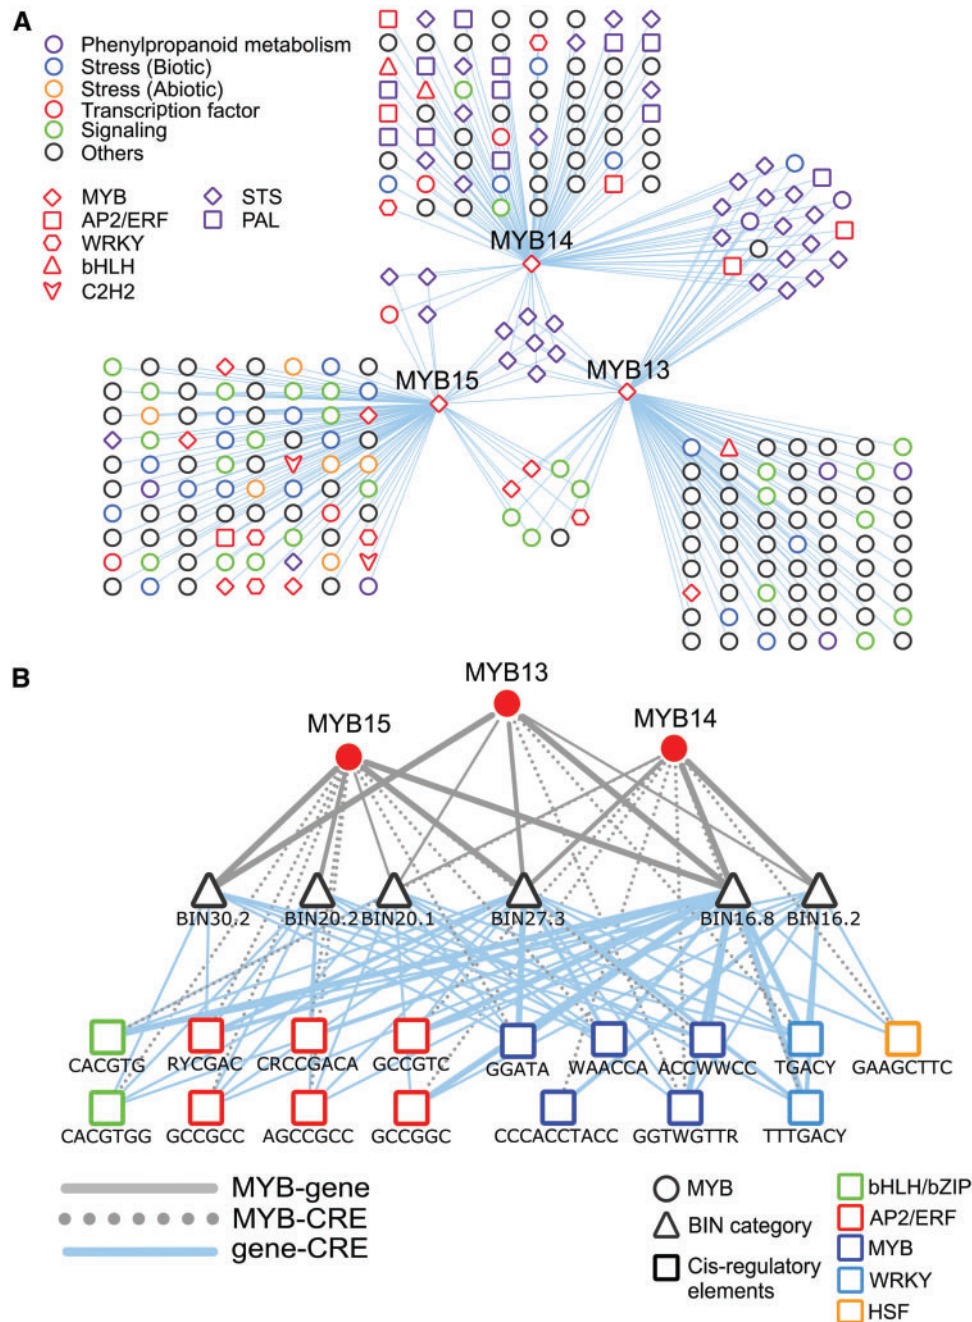 A
Phenylpropanoid metabolism
Stress (Biotic)
Stress (Abiotic)
Transcription factor
Signaling
Others
MYB
STS
AP2/ERF
PAL
WRKY
bHLH
C2H2
MYB14
MYB15
MYB13
B
MYB13
MYB15
MYB14
BIN30.2
BIN20.2
BIN20.1
BIN27.3
BIN16.8
BIN16.2
CACGTG
RYCGAC
CRCCGACA
GCCGTC
GGATA
WAACCA
ACCWWCC
TGACY
GAAGCTTC
CACGTGG
GCCGCC
AGCCGCC
GCCGGC
CCCACCTACC
GGTWGTTR
TTTGACY
MYB-gene
MYB-CRE
gene-CRE
MYB
BIN category
Cis-regulatory
elements
bHLH/bZIP
AP2/ERF
MYB
WRKY
HSF